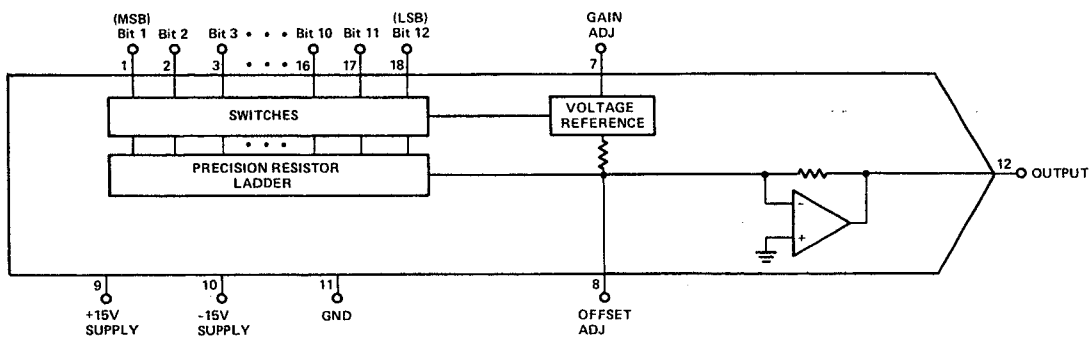 (MSB)
Bit 1 Bit 2 Bit 3 • • • Bit 10 Bit 11
(LSB)
Bit 12
GAIN
ADJ
1 2 3 • • • 16 17 18 7
SWITCHES
VOLTAGE
REFERENCE
• • •
PRECISION RESISTOR
LADDER
12 OUTPUT
-
+
9 10 11 8
+15V
SUPPLY
-15V
SUPPLY
GND
OFFSET
ADJ